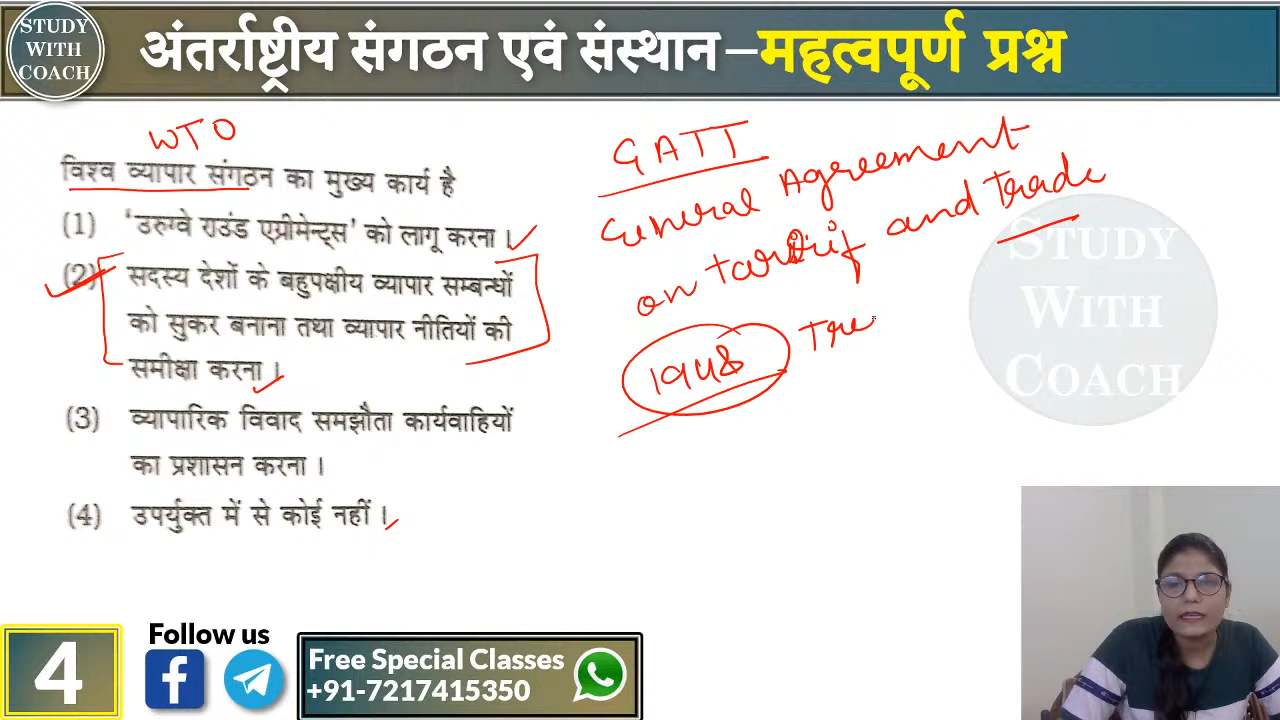 STUDY
WITH
COACH
अंतर्राष्ट्रीय संगठन एवं संस्थान–महत्वपूर्ण प्रश्न
WTO
विश्व व्यापार संगठन का मुख्य कार्य है
(1) 'उरुग्वे राउंड एग्रीमेन्ट्स' को लागू करना।
(2) सदस्य देशों के बहुपक्षीय व्यापार सम्बन्धों
को सुकर बनाना तथा व्यापार नीतियों की
समीक्षा करना।
(3) व्यापारिक विवाद समझौता कार्यवाहियों
का प्रशासन करना।
(4) उपर्युक्त में से कोई नहीं।
GATT
General Agreement
on tarrif and trade
1948 Tre
STUDY
WITH
COACH
4
Follow us
Free Special Classes
+91-7217415350